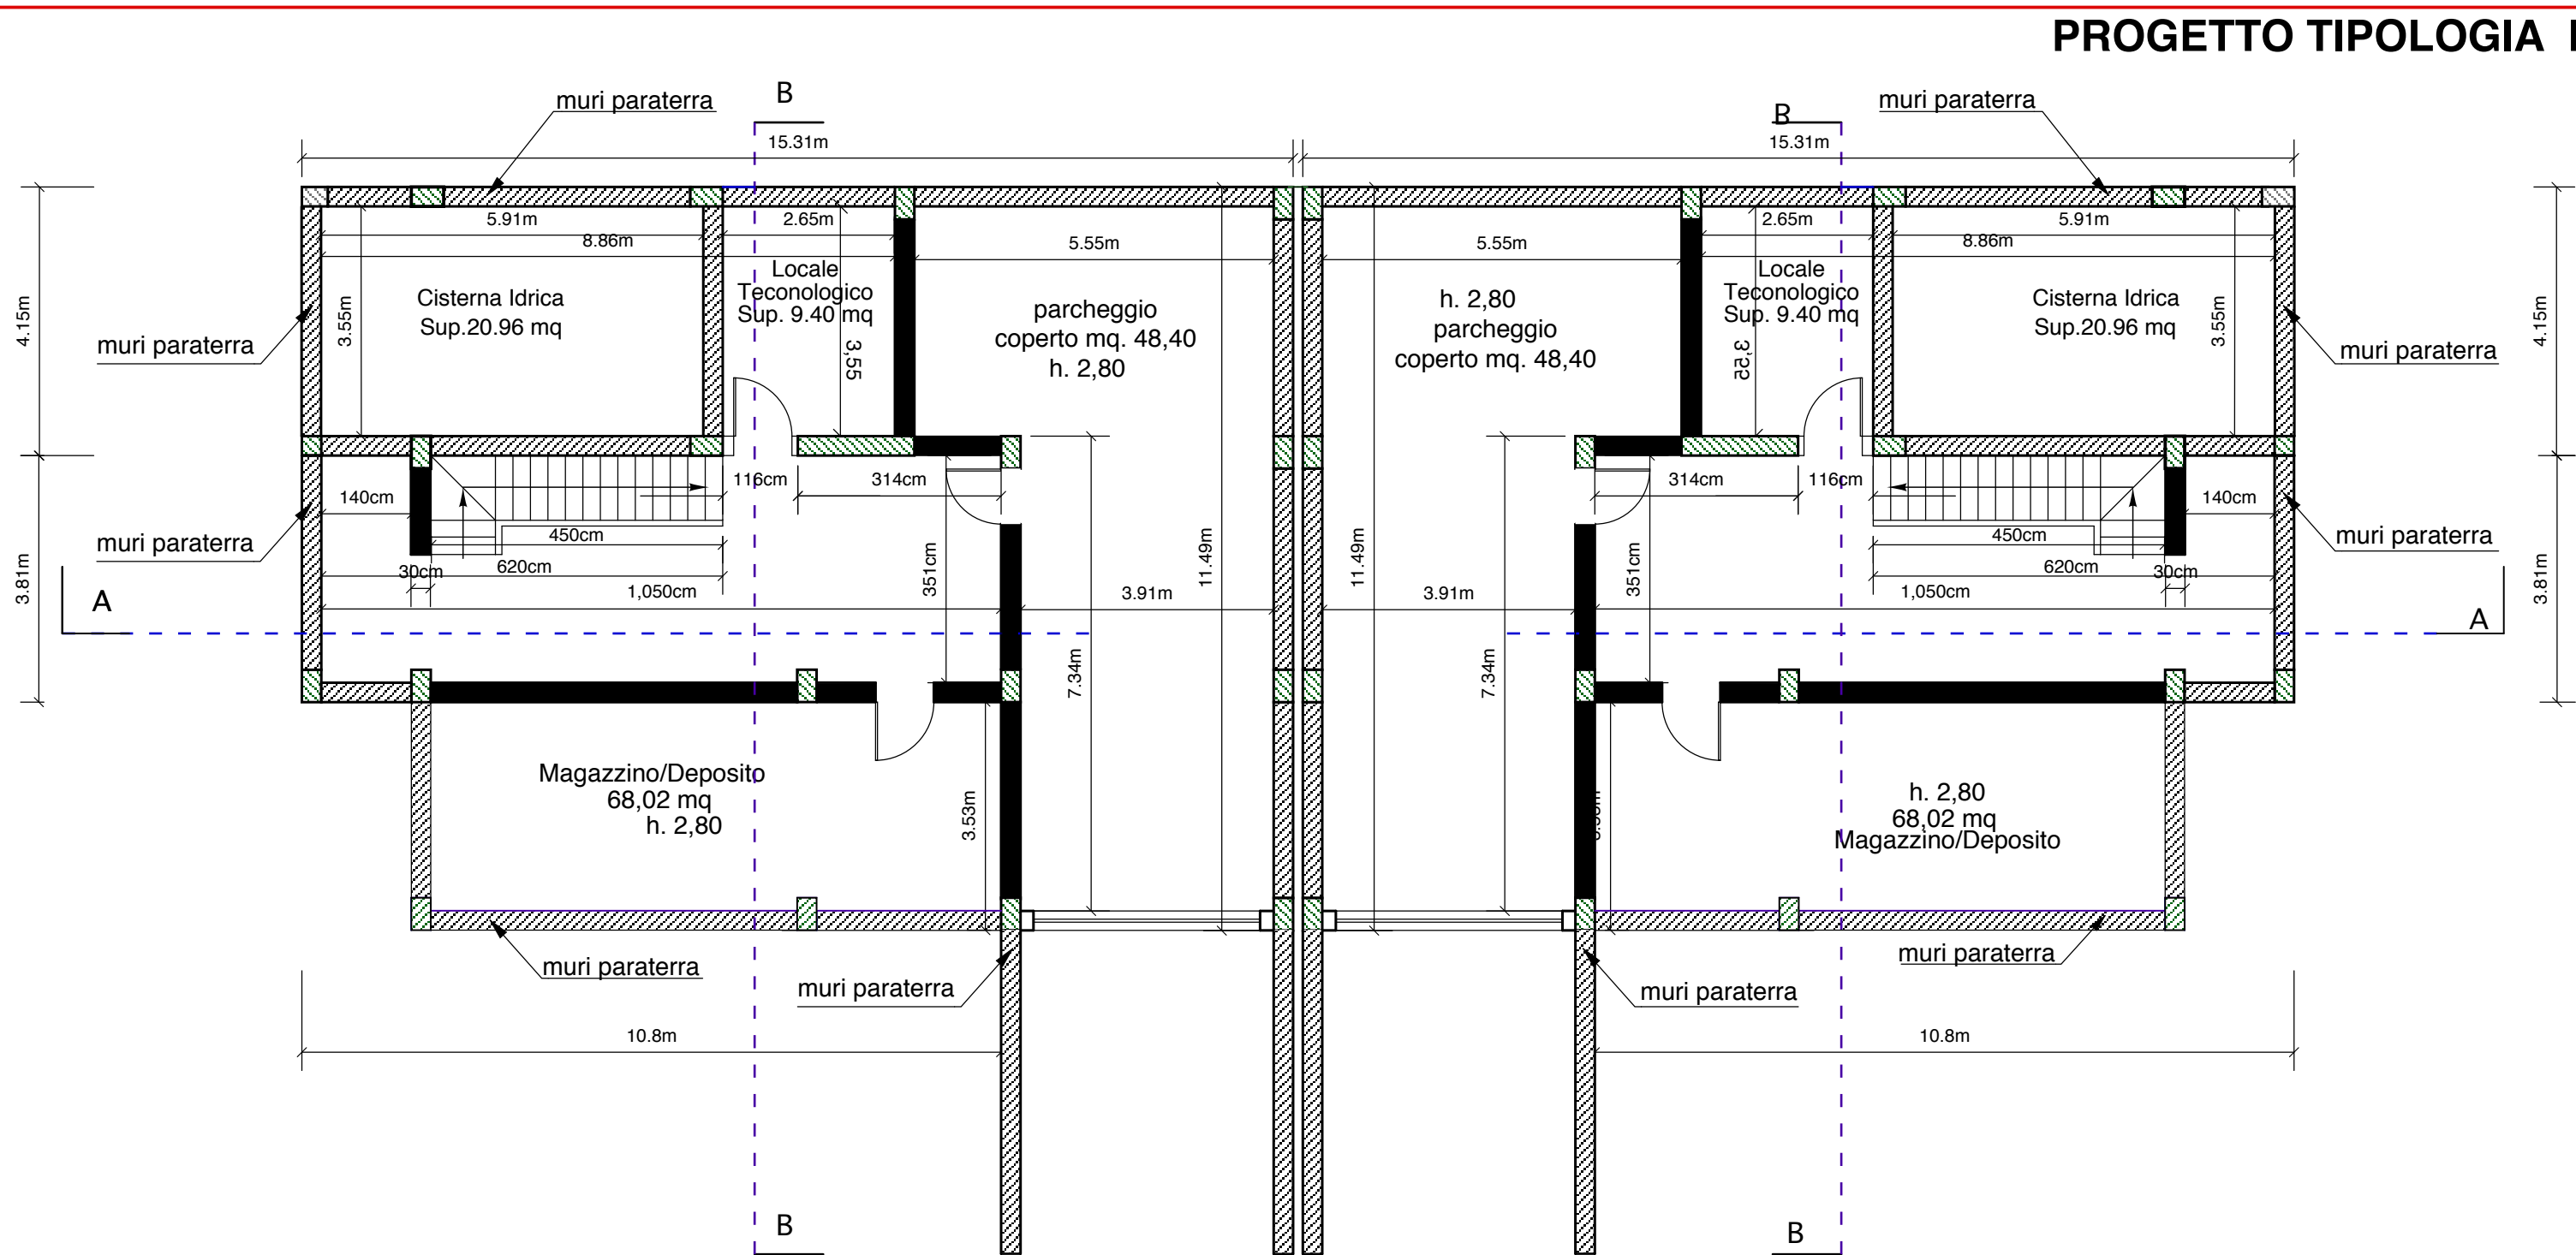 PROGETTO TIPOLOGIA
B
B
muri paraterra
muri paraterra
15.31m
15.31m
5.91m
2.65m
2.65m
5.91m
8.86m
5.55m
5.55m
8.86m
Locale
Teconologico
Sup. 9.40 mq
Locale
Teconologico
Sup. 9.40 mq
Cisterna Idrica
Sup.20.96 mq
parcheggio
coperto mq. 48,40
h. 2,80
h. 2,80
parcheggio
coperto mq. 48,40
Cisterna Idrica
Sup.20.96 mq
4.15m
3.55m
3,55
3,55
3.55m
4.15m
muri paraterra
muri paraterra
140cm
116cm
314cm
314cm
116cm
140cm
muri paraterra
450cm
450cm
muri paraterra
30cm
620cm
620cm
30cm
1,050cm
1,050cm
3.81m
351cm
11.49m
11.49m
351cm
3.81m
3.91m
3.91m
A
A
7.34m
7.34m
Magazzino/Deposito
68,02 mq
h. 2,80
h. 2,80
68,02 mq
Magazzino/Deposito
3.53m
muri paraterra
muri paraterra
muri paraterra
muri paraterra
10.8m
10.8m
B
B